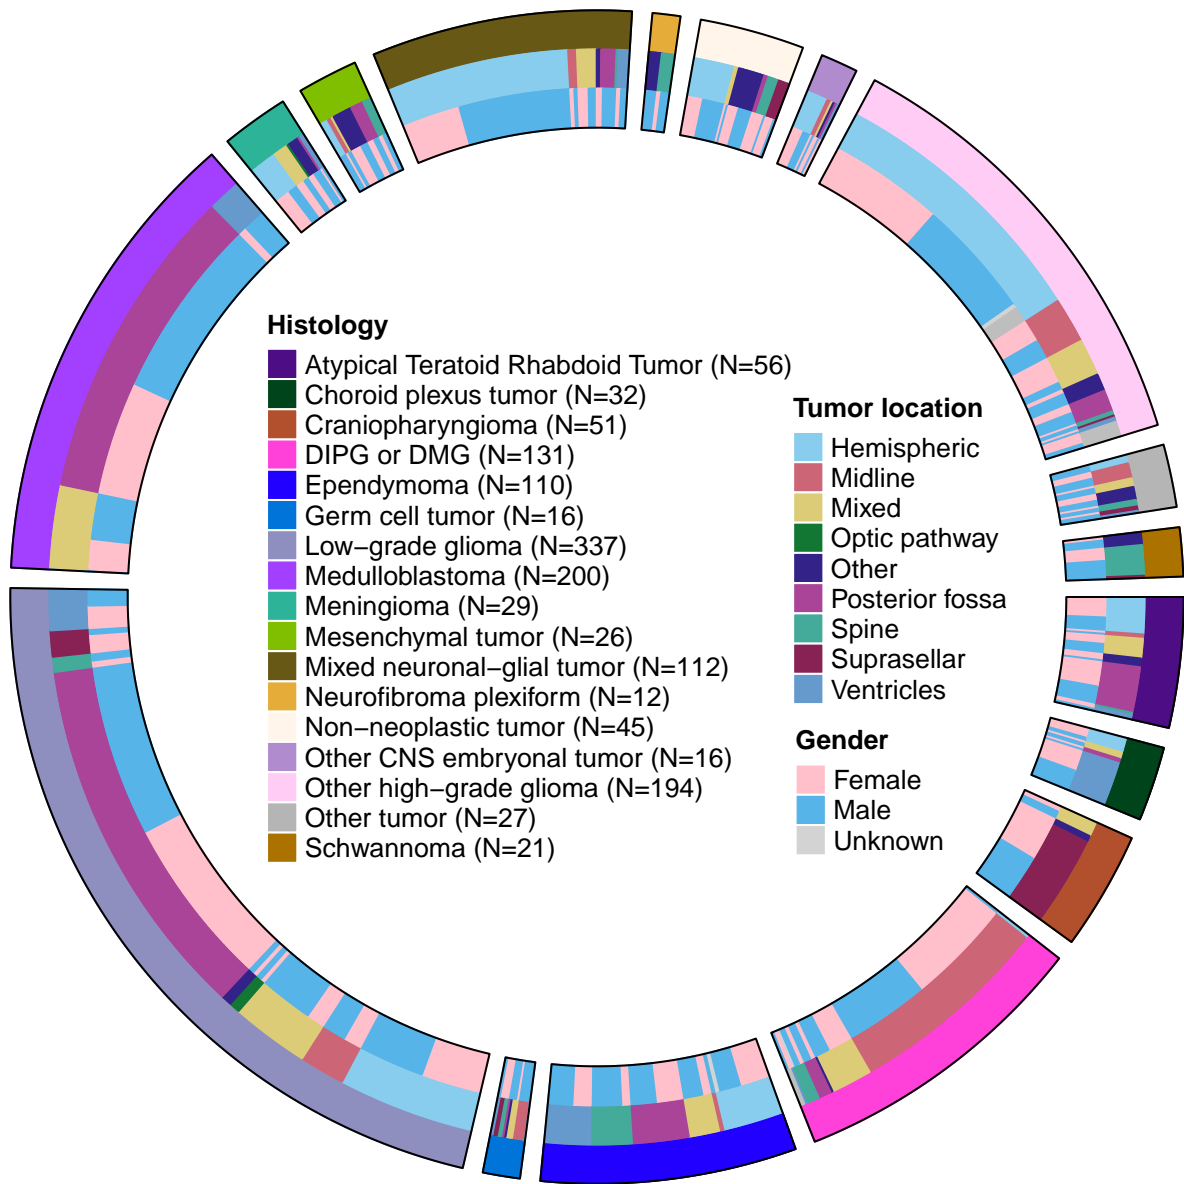 Histology
Atypical Teratoid Rhabdoid Tumor (N=56)
Choroid plexus tumor (N=32)
Craniopharyngioma (N=51)
DIPG or DMG (N=131)
Ependymoma (N=110)
Germ cell tumor (N=16)
Low−grade glioma (N=337)
Medulloblastoma (N=200)
Meningioma (N=29)
Mesenchymal tumor (N=26)
Mixed neuronal−glial tumor (N=112)
Neurofibroma plexiform (N=12)
Non−neoplastic tumor (N=45)
Other CNS embryonal tumor (N=16)
Other high−grade glioma (N=194)
Other tumor (N=27)
Schwannoma (N=21)
Tumor location
Hemispheric
Midline
Mixed
Optic pathway
Other
Posterior fossa
Spine
Suprasellar
Ventricles
Gender
Female
Male
Unknown